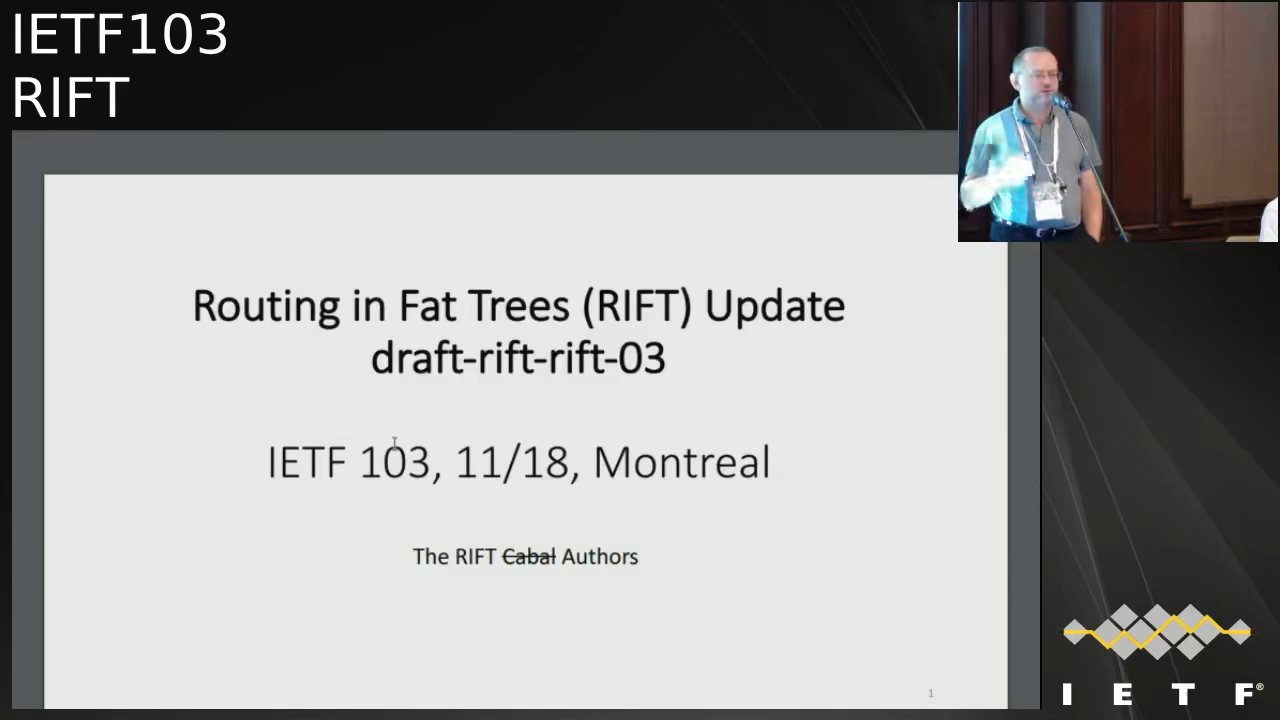 IETF103
RIFT
Routing in Fat Trees (RIFT) Update
draft-rift-rift-03
IETF 103, 11/18, Montreal
The RIFT Cabal Authors
1
I E T F®